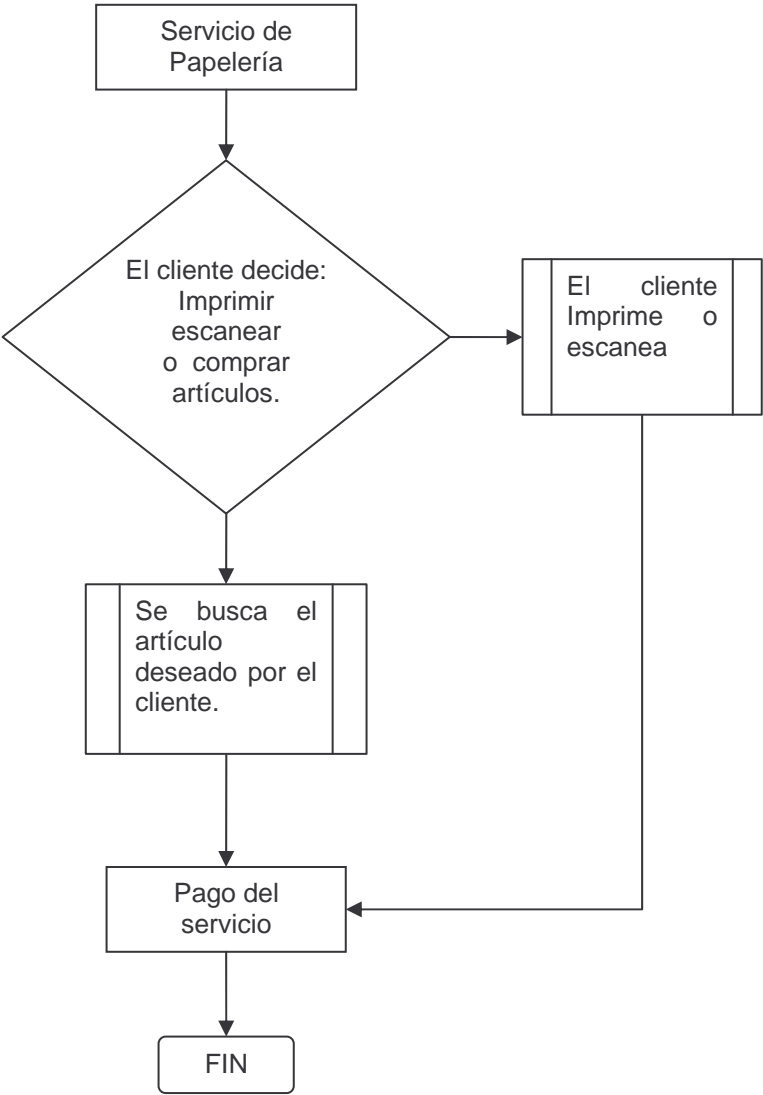 Servicio de
Papelería
El cliente decide:
Imprimir
escanear
o comprar
artículos.
El cliente
Imprime o
escanea
Se busca el
artículo
deseado por el
cliente.
Pago del
servicio
FIN